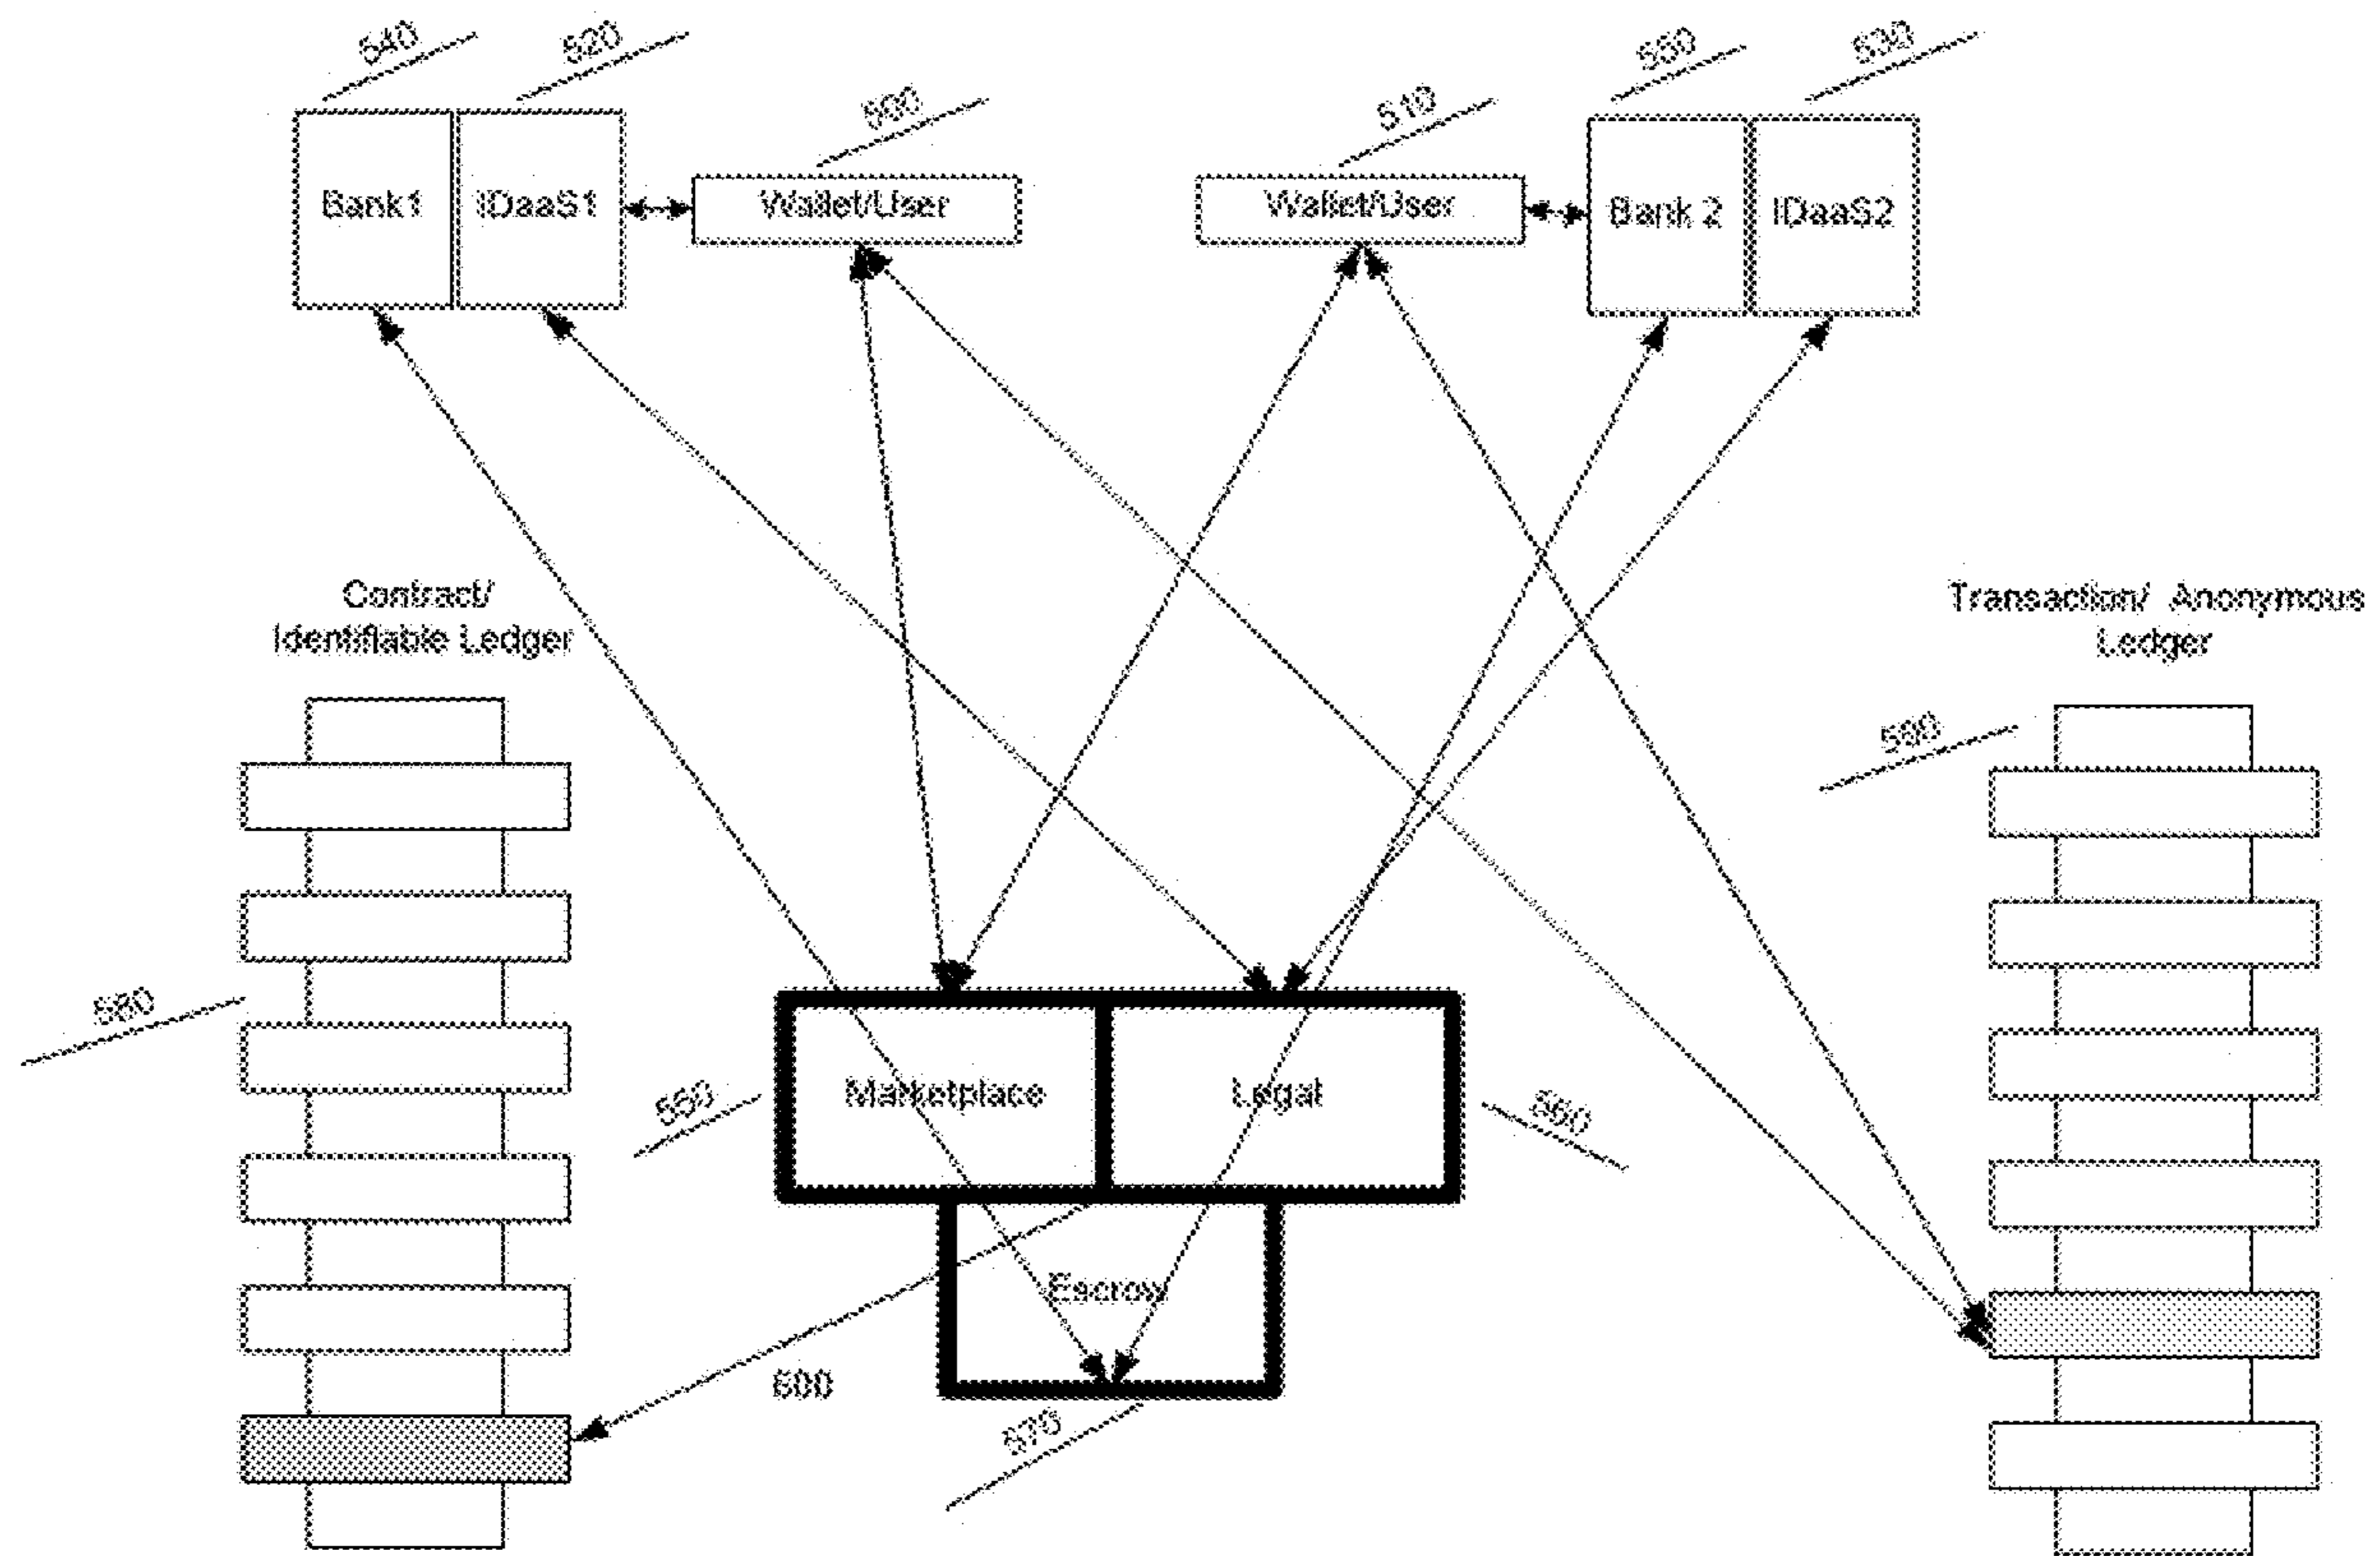 540
520
500
510
550
530
Bank1
IDaaS1
Wallet/User
Wallet/User
Bank 2
IDaaS2
Contract/
Identifiable Ledger
Transaction/ Anonymous
Ledger
590
580
550
Marketplace
Legal
560
Escrow
600
570